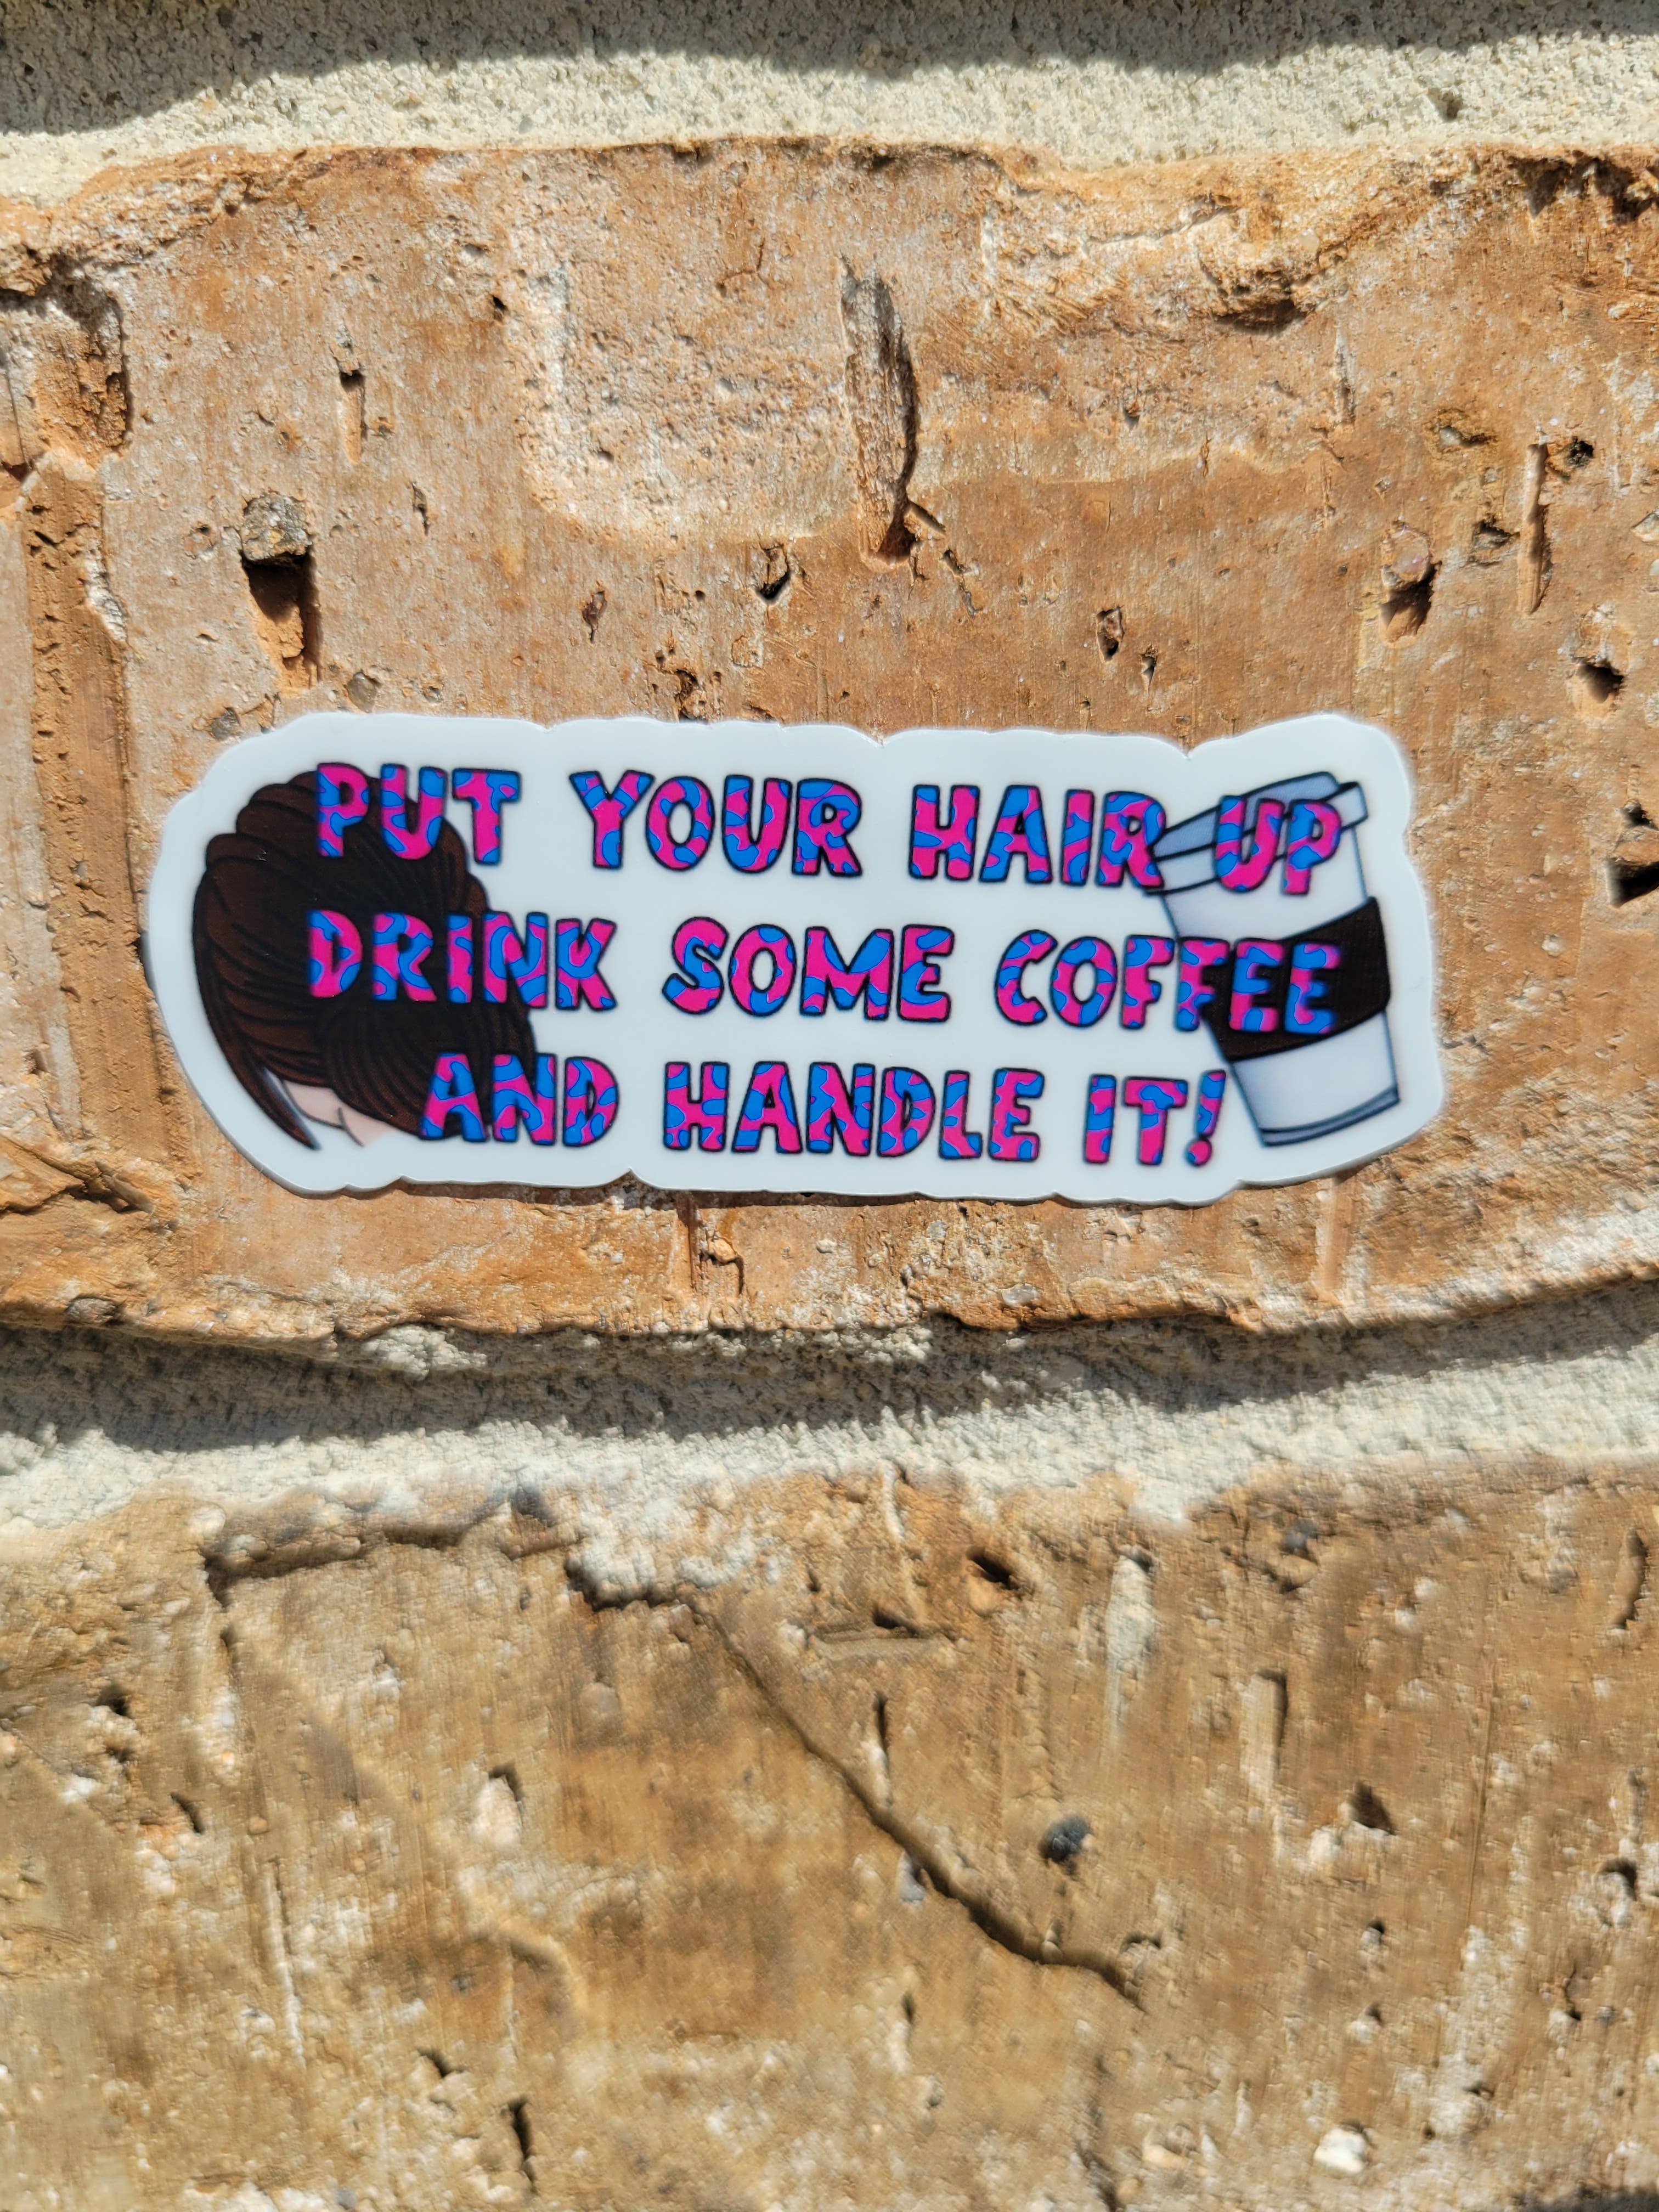 PUT YOUR HAIR UP
DRINK SOME COFFEE
AND HANDLE IT!